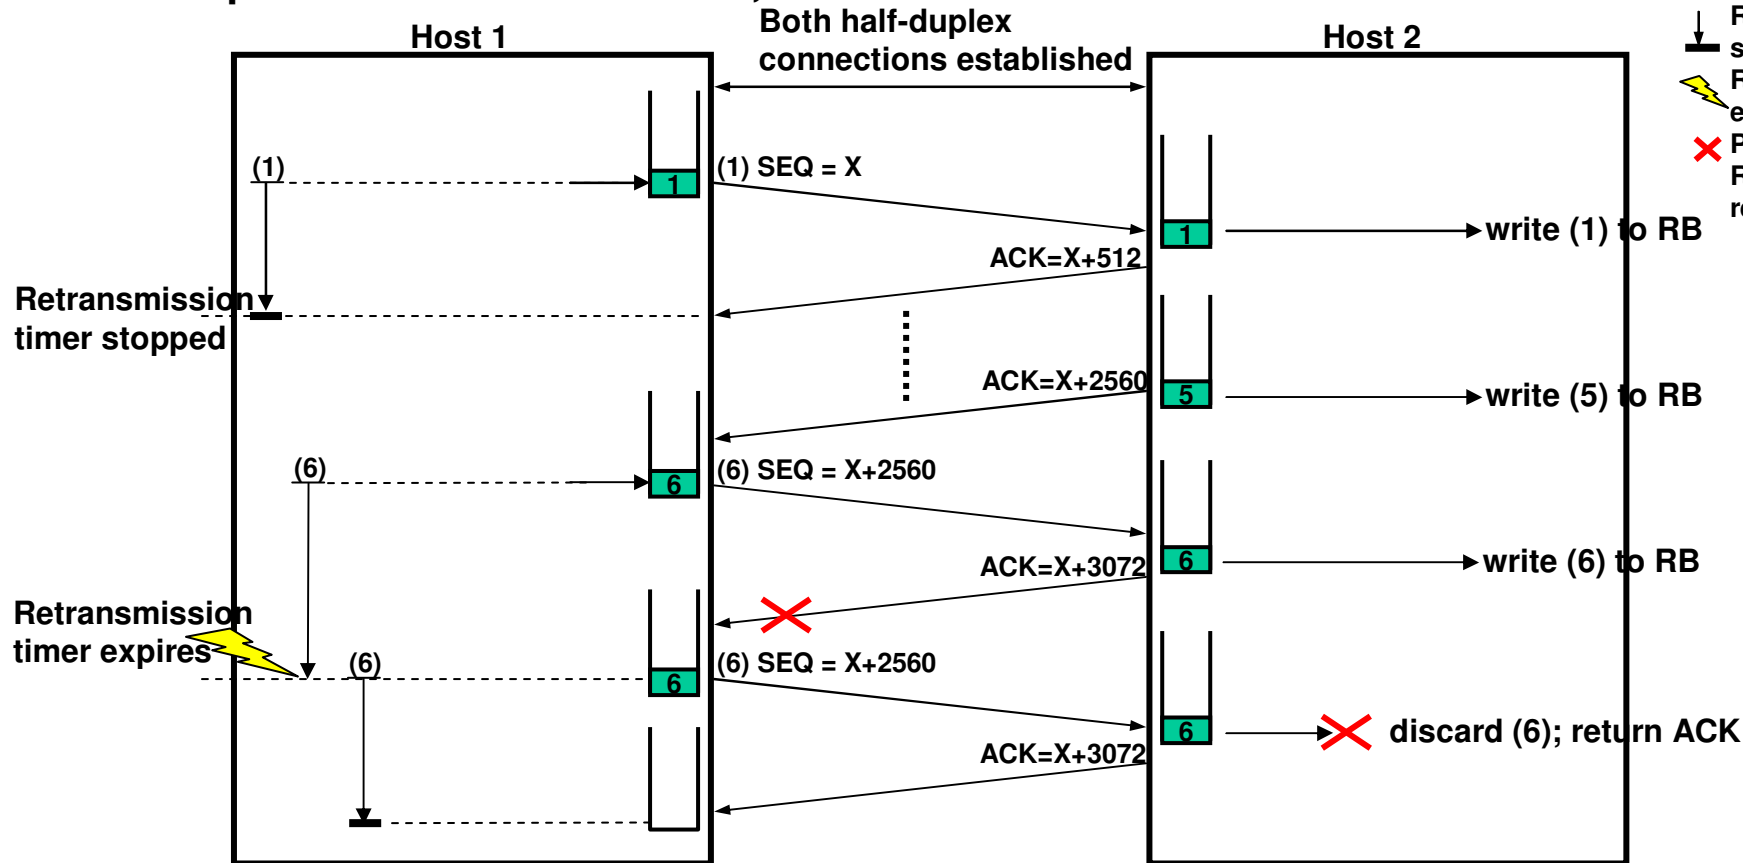 Both half-duplex
connections established
Host 1
Host 2
(1)
1
(1) SEQ = X
1
write (1) to RB
ACK=X+512
Retransmission
timer stopped
ACK=X+2560
5
write (5) to RB
(6)
6
(6) SEQ = X+2560
6
write (6) to RB
ACK=X+3072
Retransmission
timer expires
(6)
6
(6) SEQ = X+2560
6
discard (6); return ACK
ACK=X+3072